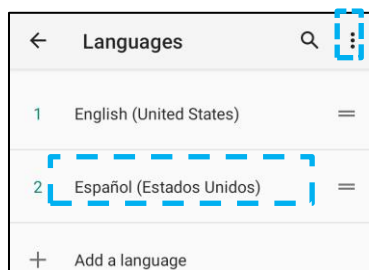 Languages
1 English (United States)
2 Español (Estados Unidos)
Add a language